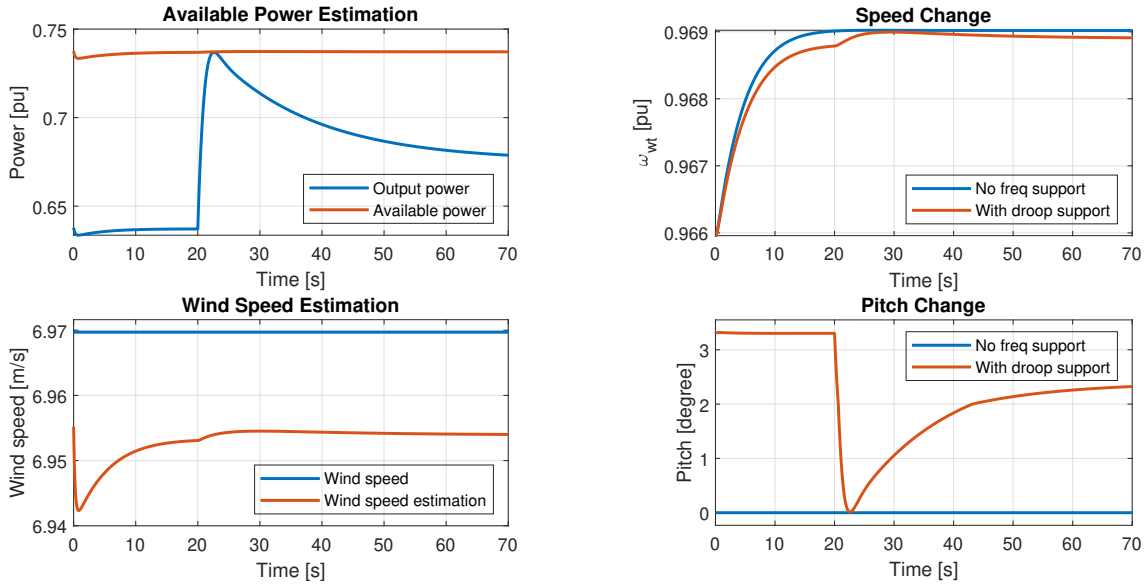 Available Power Estimation
0.75
0.7
0.65
Power [pu]
Output power
Available power
0 10 20 30 40 50 60 70
Time [s]
Speed Change
0.969
0.968
0.967
0.966
ωwt [pu]
No freq support
With droop support
0 10 20 30 40 50 60 70
Time [s]
Wind Speed Estimation
6.97
6.96
6.95
6.94
Wind speed [m/s]
Wind speed
Wind speed estimation
0 10 20 30 40 50 60 70
Time [s]
Pitch Change
3
2
1
0
Pitch [degree]
No freq support
With droop support
0 10 20 30 40 50 60 70
Time [s]